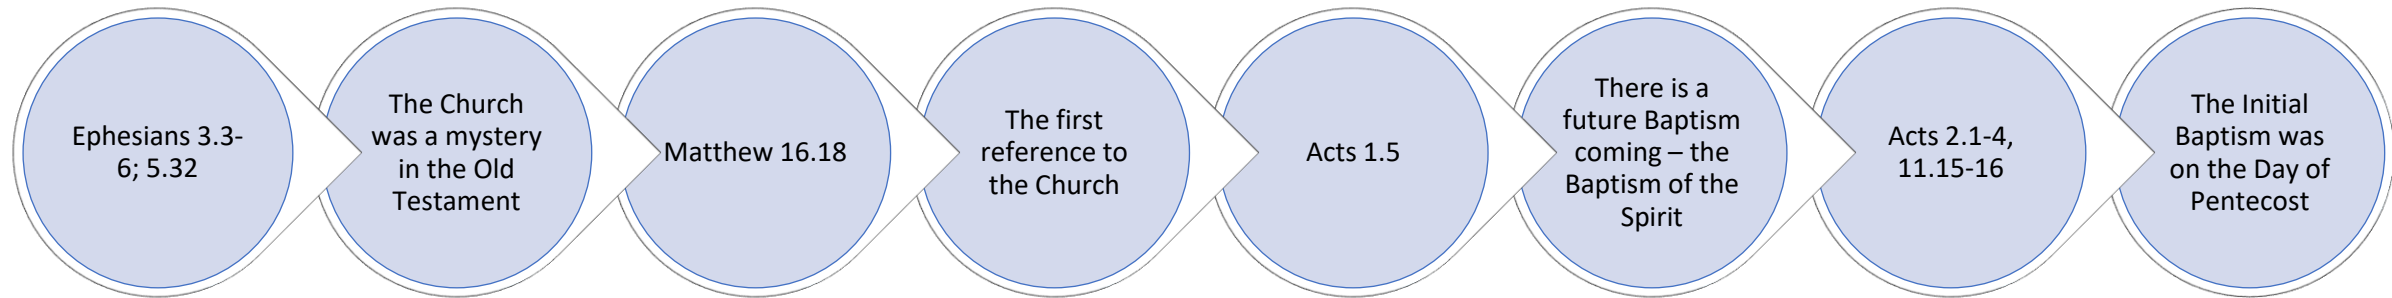 Ephesians 3.3-
6; 5.32
The Church
was a mystery
in the Old
Testament
Matthew 16.18
The first
reference to
the Church
Acts 1.5
There is a
future Baptism
coming – the
Baptism of the
Spirit
Acts 2.1-4,
11.15-16
The Initial
Baptism was
on the Day of
Pentecost